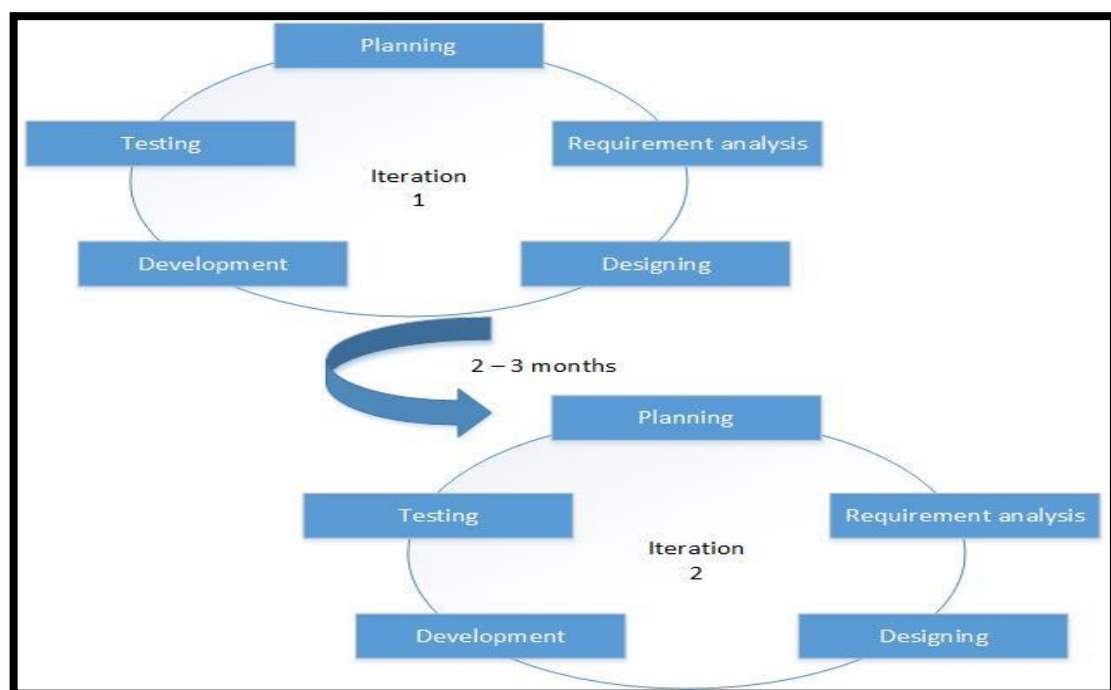 Planning
Testing
Requirement analysis
Iteration
1
Development
Designing
2 – 3 months
Planning
Testing
Requirement analysis
Iteration
2
Development
Designing